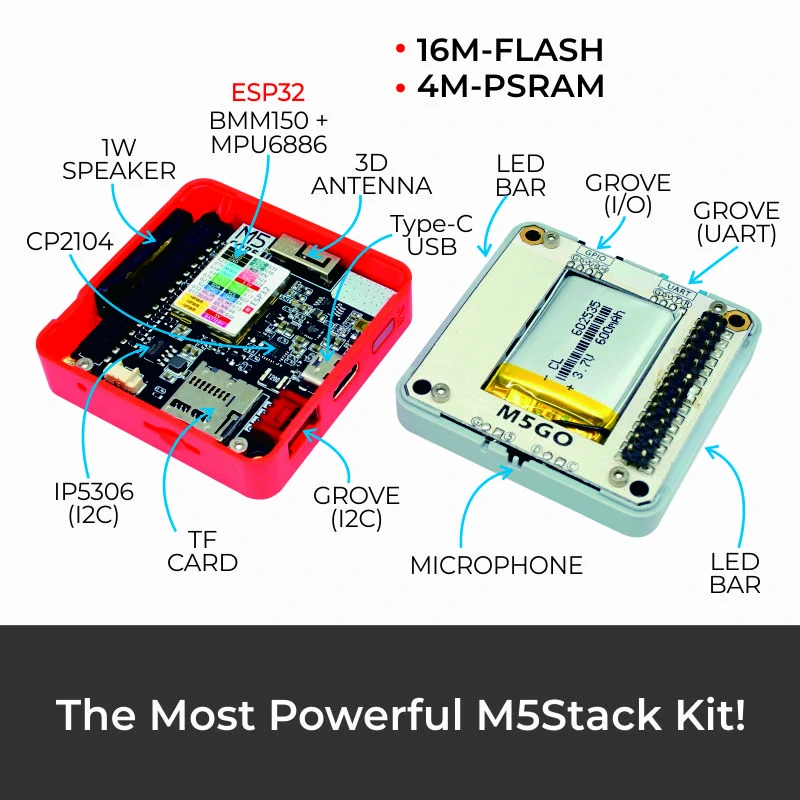 • 16M-FLASH
• 4M-PSRAM
ESP32
BMM150 +
MPU6886
1W
SPEAKER
3D
ANTENNA
LED
BAR
GROVE
(I/O)
GROVE
(UART)
CP2104
Type-C
USB
M5
GPIO
UART
CL 602535
3.7V 600mAh
- +
M5GO
IP5306
(I2C)
TF
CARD
GROVE
(I2C)
MICROPHONE
LED
BAR
The Most Powerful M5Stack Kit!